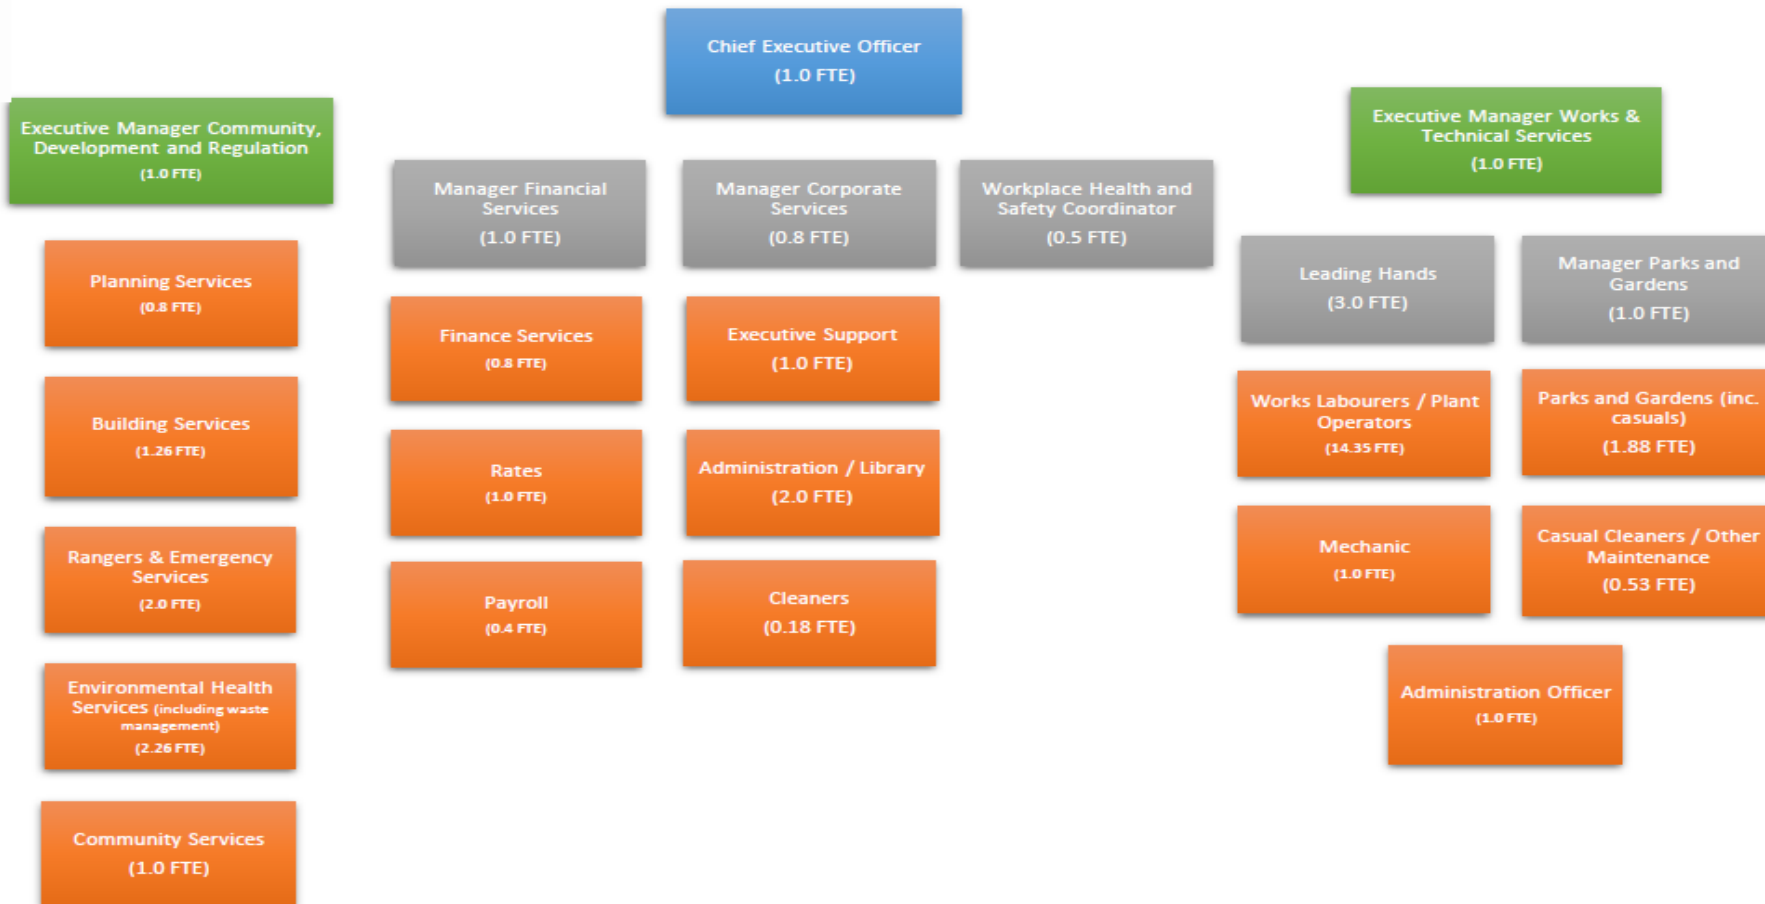 Chief Executive Officer
(1.0 FTE)
Executive Manager Community,
Development and Regulation
(1.0 FTE)
Planning Services
(0.8 FTE)
Building Services
(1.26 FTE)
Rangers & Emergency
Services
(2.0 FTE)
Environmental Health
Services (including waste
management)
(2.26 FTE)
Community Services
(1.0 FTE)
Manager Financial
Services
(1.0 FTE)
Finance Services
(0.8 FTE)
Rates
(1.0 FTE)
Payroll
(0.4 FTE)
Manager Corporate
Services
(0.8 FTE)
Executive Support
(1.0 FTE)
Administration / Library
(2.0 FTE)
Cleaners
(0.18 FTE)
Workplace Health and
Safety Coordinator
(0.5 FTE)
Executive Manager Works &
Technical Services
(1.0 FTE)
Leading Hands
(3.0 FTE)
Works Labourers / Plant
Operators
(14.35 FTE)
Mechanic
(1.0 FTE)
Manager Parks and
Gardens
(1.0 FTE)
Parks and Gardens (inc.
casuals)
(1.88 FTE)
Casual Cleaners / Other
Maintenance
(0.53 FTE)
Administration Officer
(1.0 FTE)